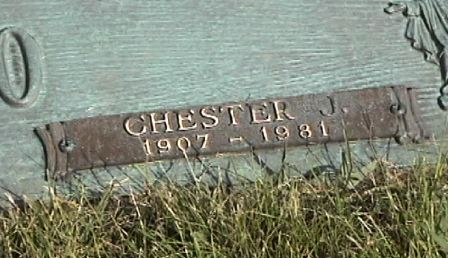 O
CHESTER J.
1907 - 1981